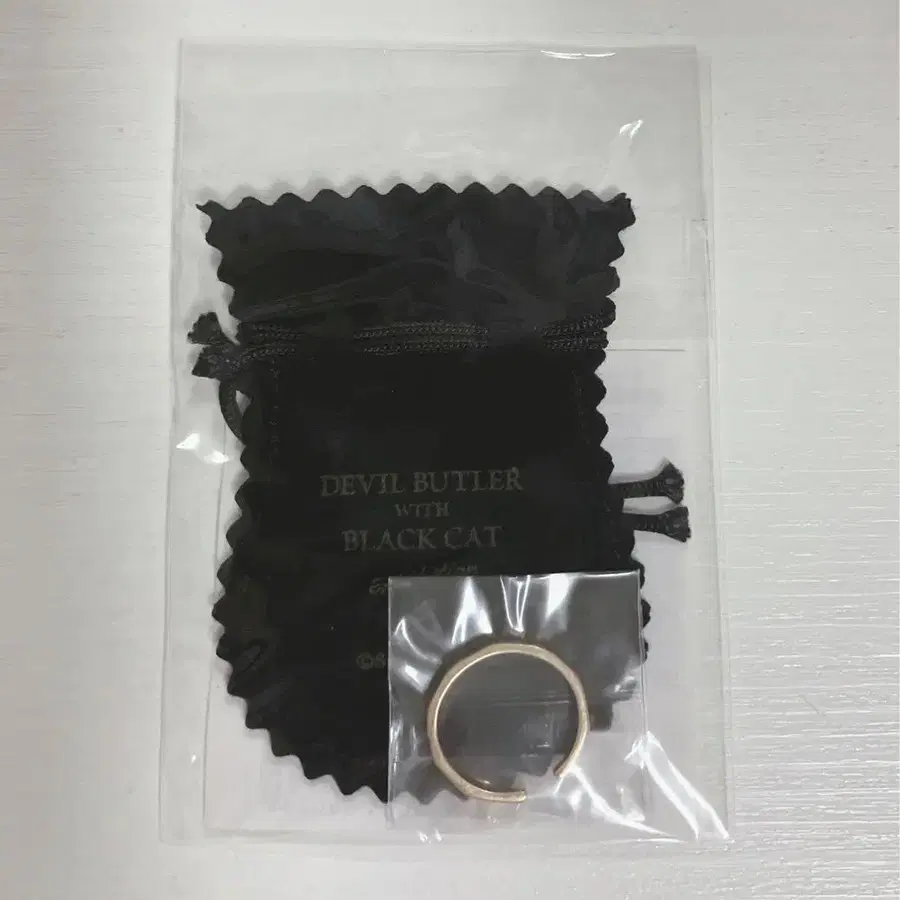 DEVIL BUTLER
WITH
BLACK CAT